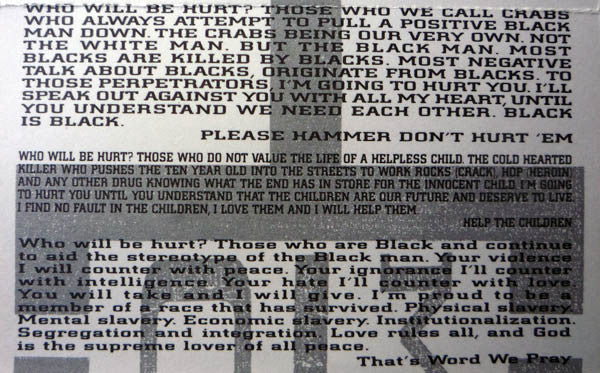 WHO WILL BE HURT? THOSE WHO WE CALL CRABS
WHO ALWAYS ATTEMPT TO PULL A POSITIVE BLACK
MAN DOWN. THE CRABS BEING OUR VERY OWN. NOT
THE WHITE MAN. BUT THE BLACK MAN. MOST
BLACKS ARE KILLED BY BLACKS. MOST NEGATIVE
TALK ABOUT BLACKS, ORIGINATE FROM BLACKS. TO
THOSE PERPETRATORS, I'M GOING TO HURT YOU. I'LL
SPEAK OUT AGAINST YOU WITH ALL MY HEART, UNTIL
YOU UNDERSTAND WE NEED EACH OTHER. BLACK
IS BLACK.
PLEASE HAMMER DON'T HURT 'EM
WHO WILL BE HURT? THOSE WHO DO NOT VALUE THE LIFE OF A HELPLESS CHILD. THE COLD HEARTED
KILLER WHO PUSHES THE TEN YEAR OLD INTO THE STREETS TO WORK ROCKS (CRACK), HOP (HEROIN)
AND ANY OTHER DRUG KNOWING WHAT THE END HAS IN STORE FOR THE INNOCENT CHILD. I'M GOING
TO HURT YOU UNTIL YOU UNDERSTAND THAT THE CHILDREN ARE OUR FUTURE AND DESERVE TO LIVE.
I FIND NO FAULT IN THE CHILDREN, I LOVE THEM AND I WILL HELP THEM.
HELP THE CHILDREN
Who will be hurt? Those who are Black and continue
to aid the stereotype of the Black man. Your violence
I will counter with peace. Your ignorance I'll counter
with intelligence. Your hate I'll counter with love.
You will take and I will give. I'm proud to be a
member of a race that has survived. Physical slavery.
Mental slavery. Economic slavery. Institutionalization.
Segregation and integration. Love rules all, and God
is the supreme lover of all peace.
That's Word We Pray